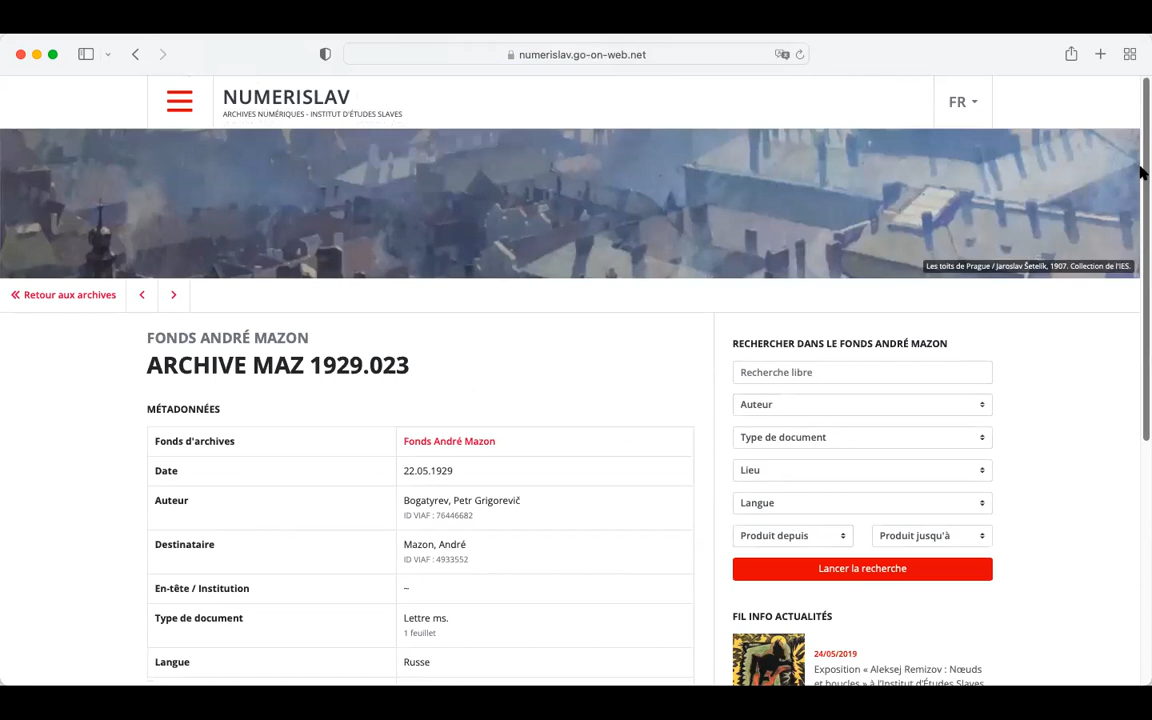 numerislav.go-on-web.net
NUMERISLAV
ARCHIVES NUMÉRIQUES - INSTITUT D'ÉTUDES SLAVES
FR
Les toits de Prague / Jaroslav Šetelík, 1907. Collection de l'IES.
Retour aux archives
FONDS ANDRÉ MAZON
ARCHIVE MAZ 1929.023
MÉTADONNÉES
Fonds d'archives Fonds André Mazon
Date 22.05.1929
Auteur Bogatyrev, Petr Grigorevič
ID VIAF : 76446682
Destinataire Mazon, André
ID VIAF : 4933552
En-tête / Institution –
Type de document Lettre ms.
1 feuillet
Langue Russe
RECHERCHER DANS LE FONDS ANDRÉ MAZON
Recherche libre
Auteur
Type de document
Lieu
Langue
Produit depuis Produit jusqu'à
Lancer la recherche
FIL INFO ACTUALITÉS
24/05/2019
Exposition « Aleksej Remizov : Nœuds
et boucles » à l'Institut d'Études Slaves